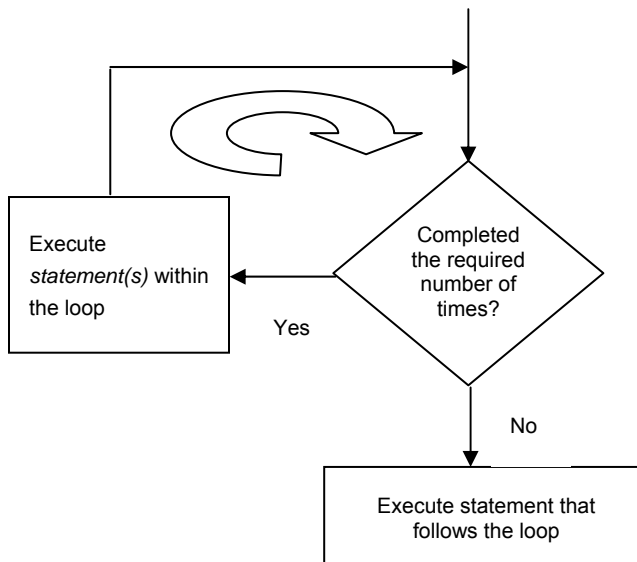 Completed
the required
number of
times?
Execute
statement(s) within
the loop
Yes
No
Execute statement that
follows the loop